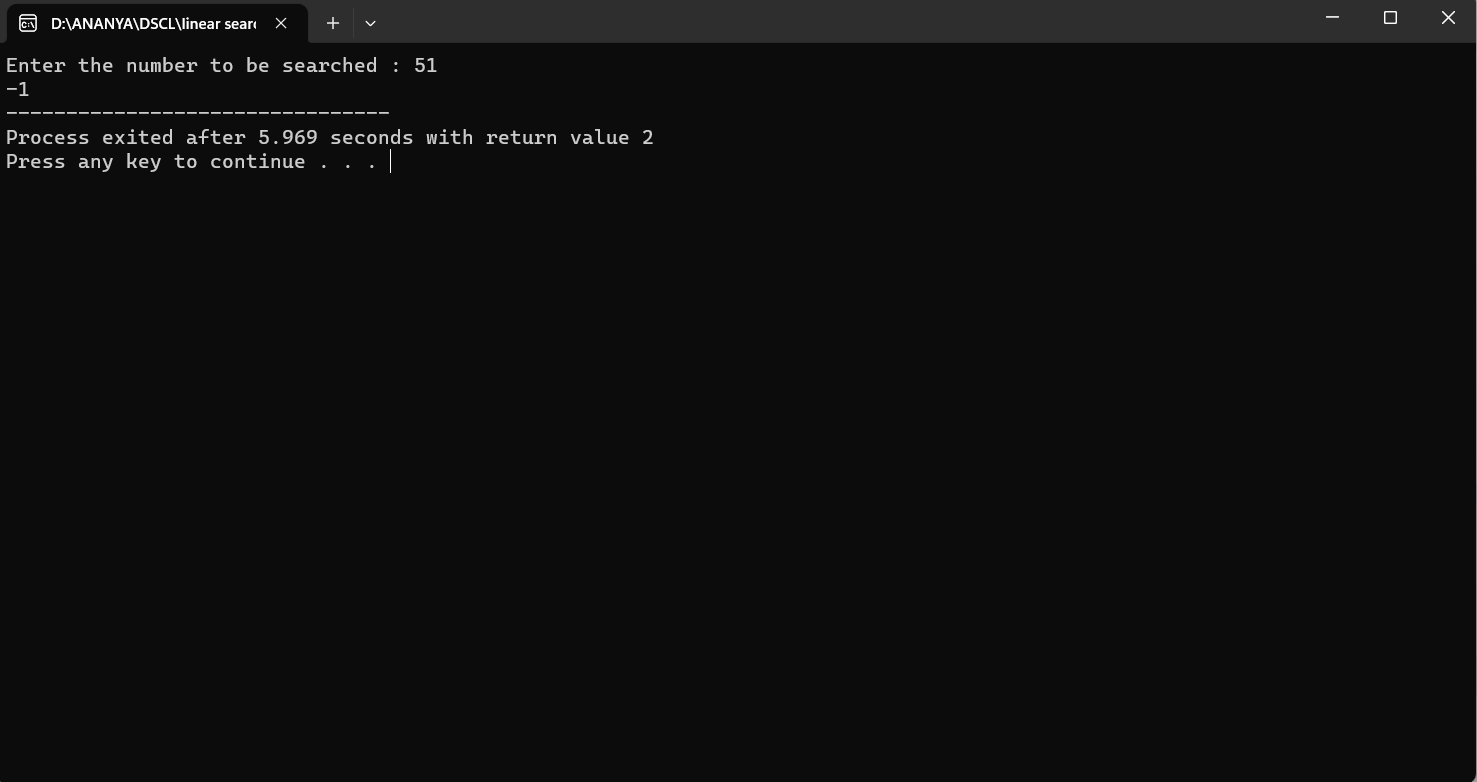 D:\ANANYA\DSCL\linear sear
Enter the number to be searched : 51
-1
--------------------------------
Process exited after 5.969 seconds with return value 2
Press any key to continue . . .